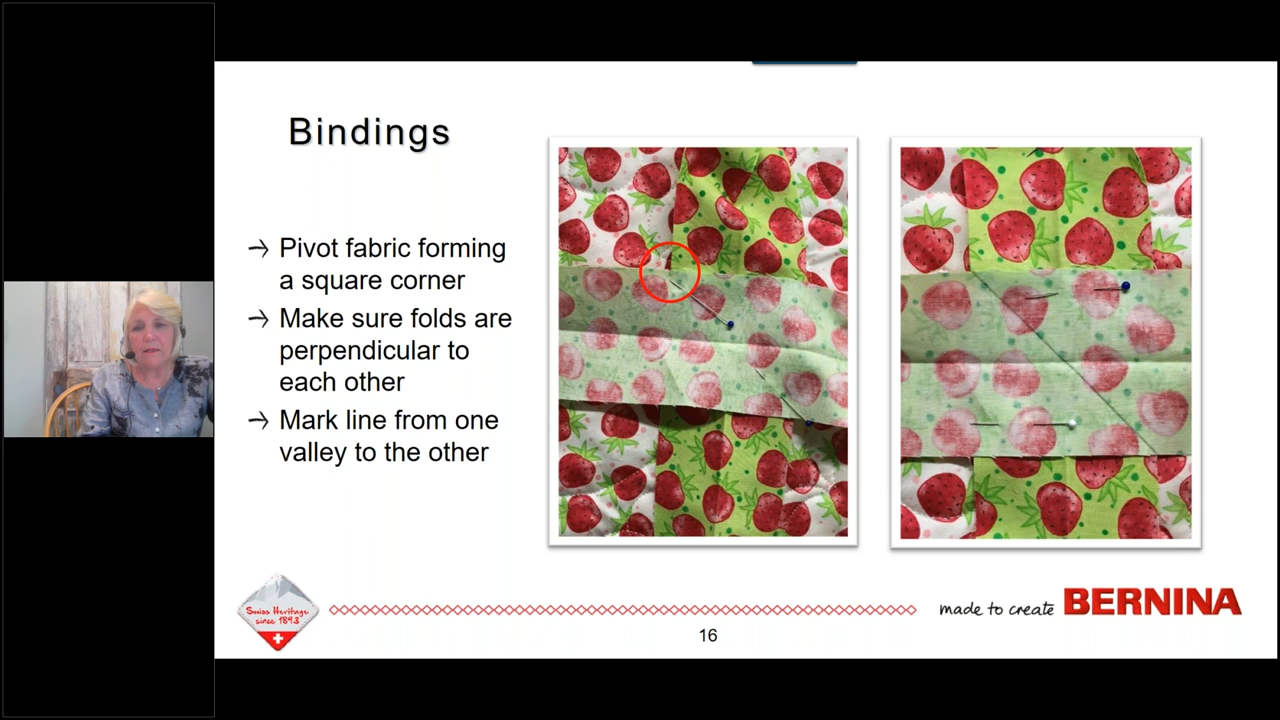 Bindings
→ Pivot fabric forming
a square corner
→ Make sure folds are
perpendicular to
each other
→ Mark line from one
valley to the other
Swiss Heritage
since 1893
made to create BERNINA
16